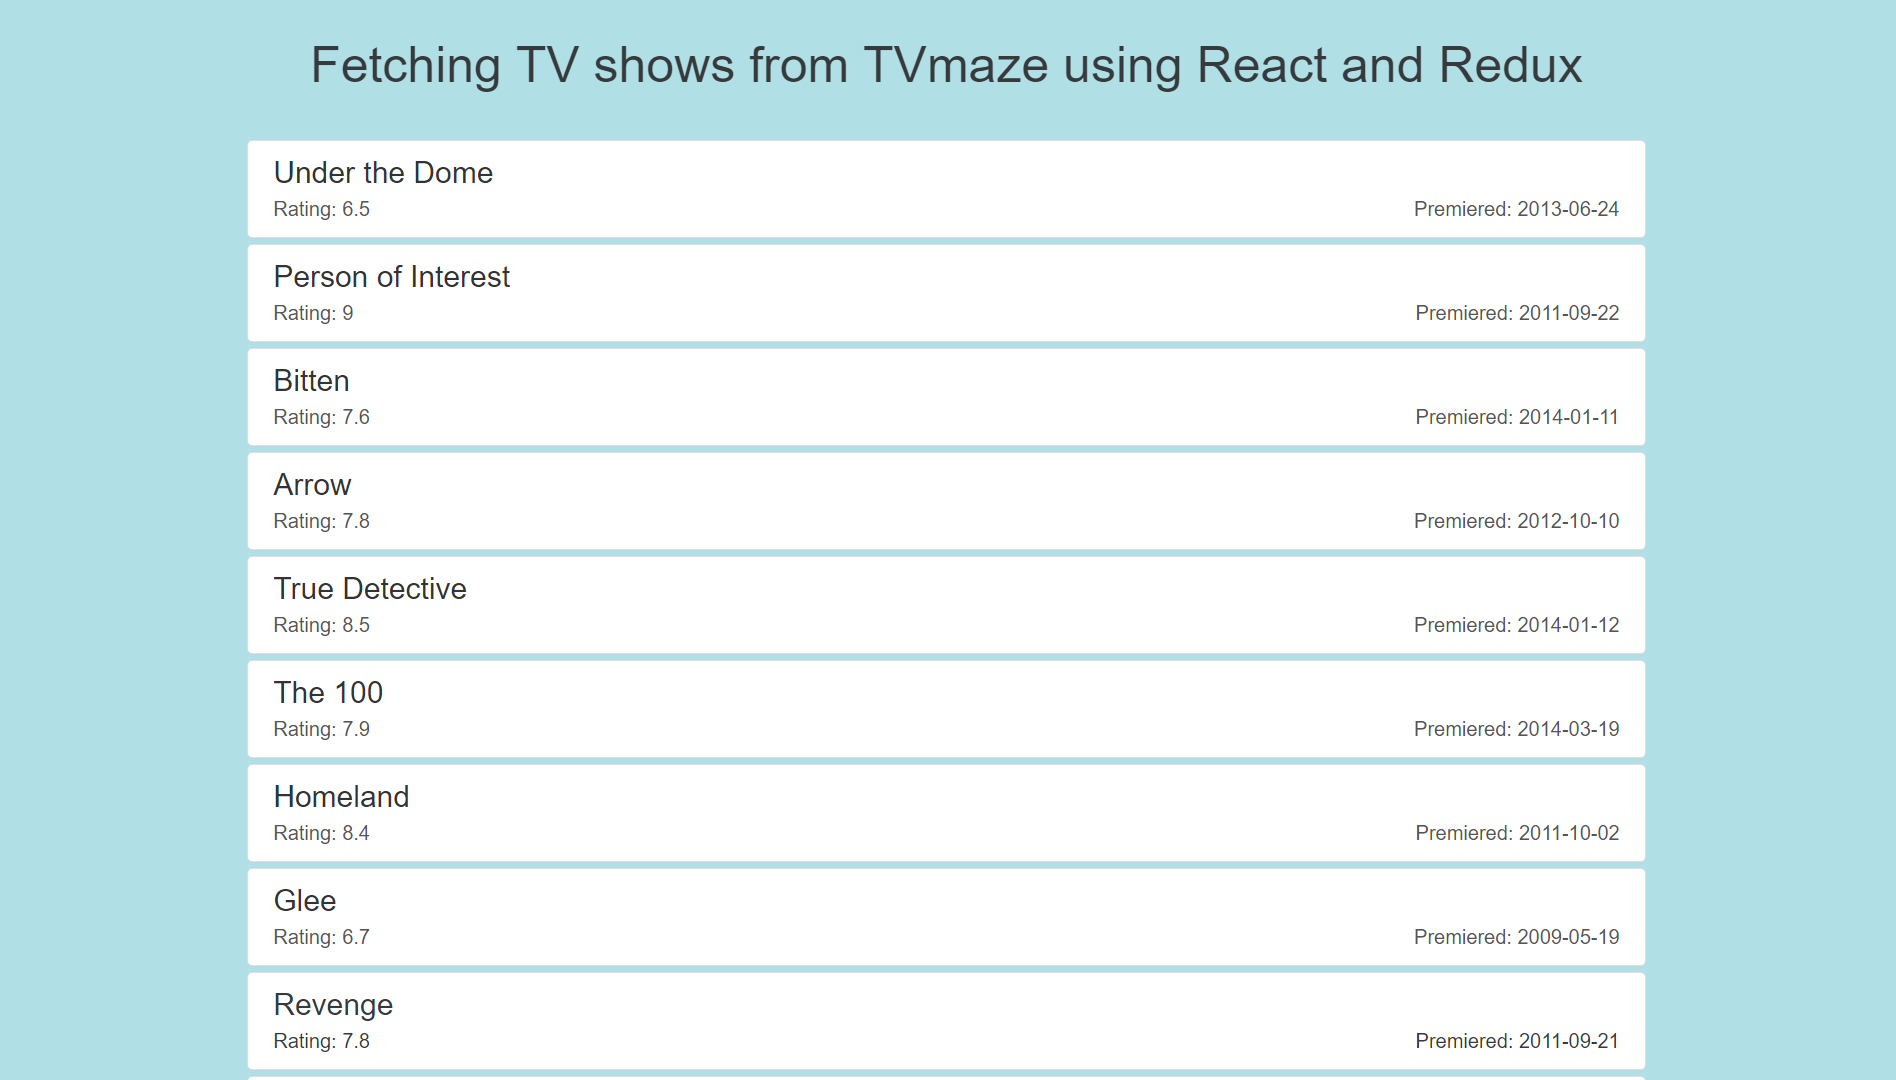 Fetching TV shows from TVmaze using React and Redux
Under the Dome
Rating: 6.5 Premiered: 2013-06-24
Person of Interest
Rating: 9 Premiered: 2011-09-22
Bitten
Rating: 7.6 Premiered: 2014-01-11
Arrow
Rating: 7.8 Premiered: 2012-10-10
True Detective
Rating: 8.5 Premiered: 2014-01-12
The 100
Rating: 7.9 Premiered: 2014-03-19
Homeland
Rating: 8.4 Premiered: 2011-10-02
Glee
Rating: 6.7 Premiered: 2009-05-19
Revenge
Rating: 7.8 Premiered: 2011-09-21